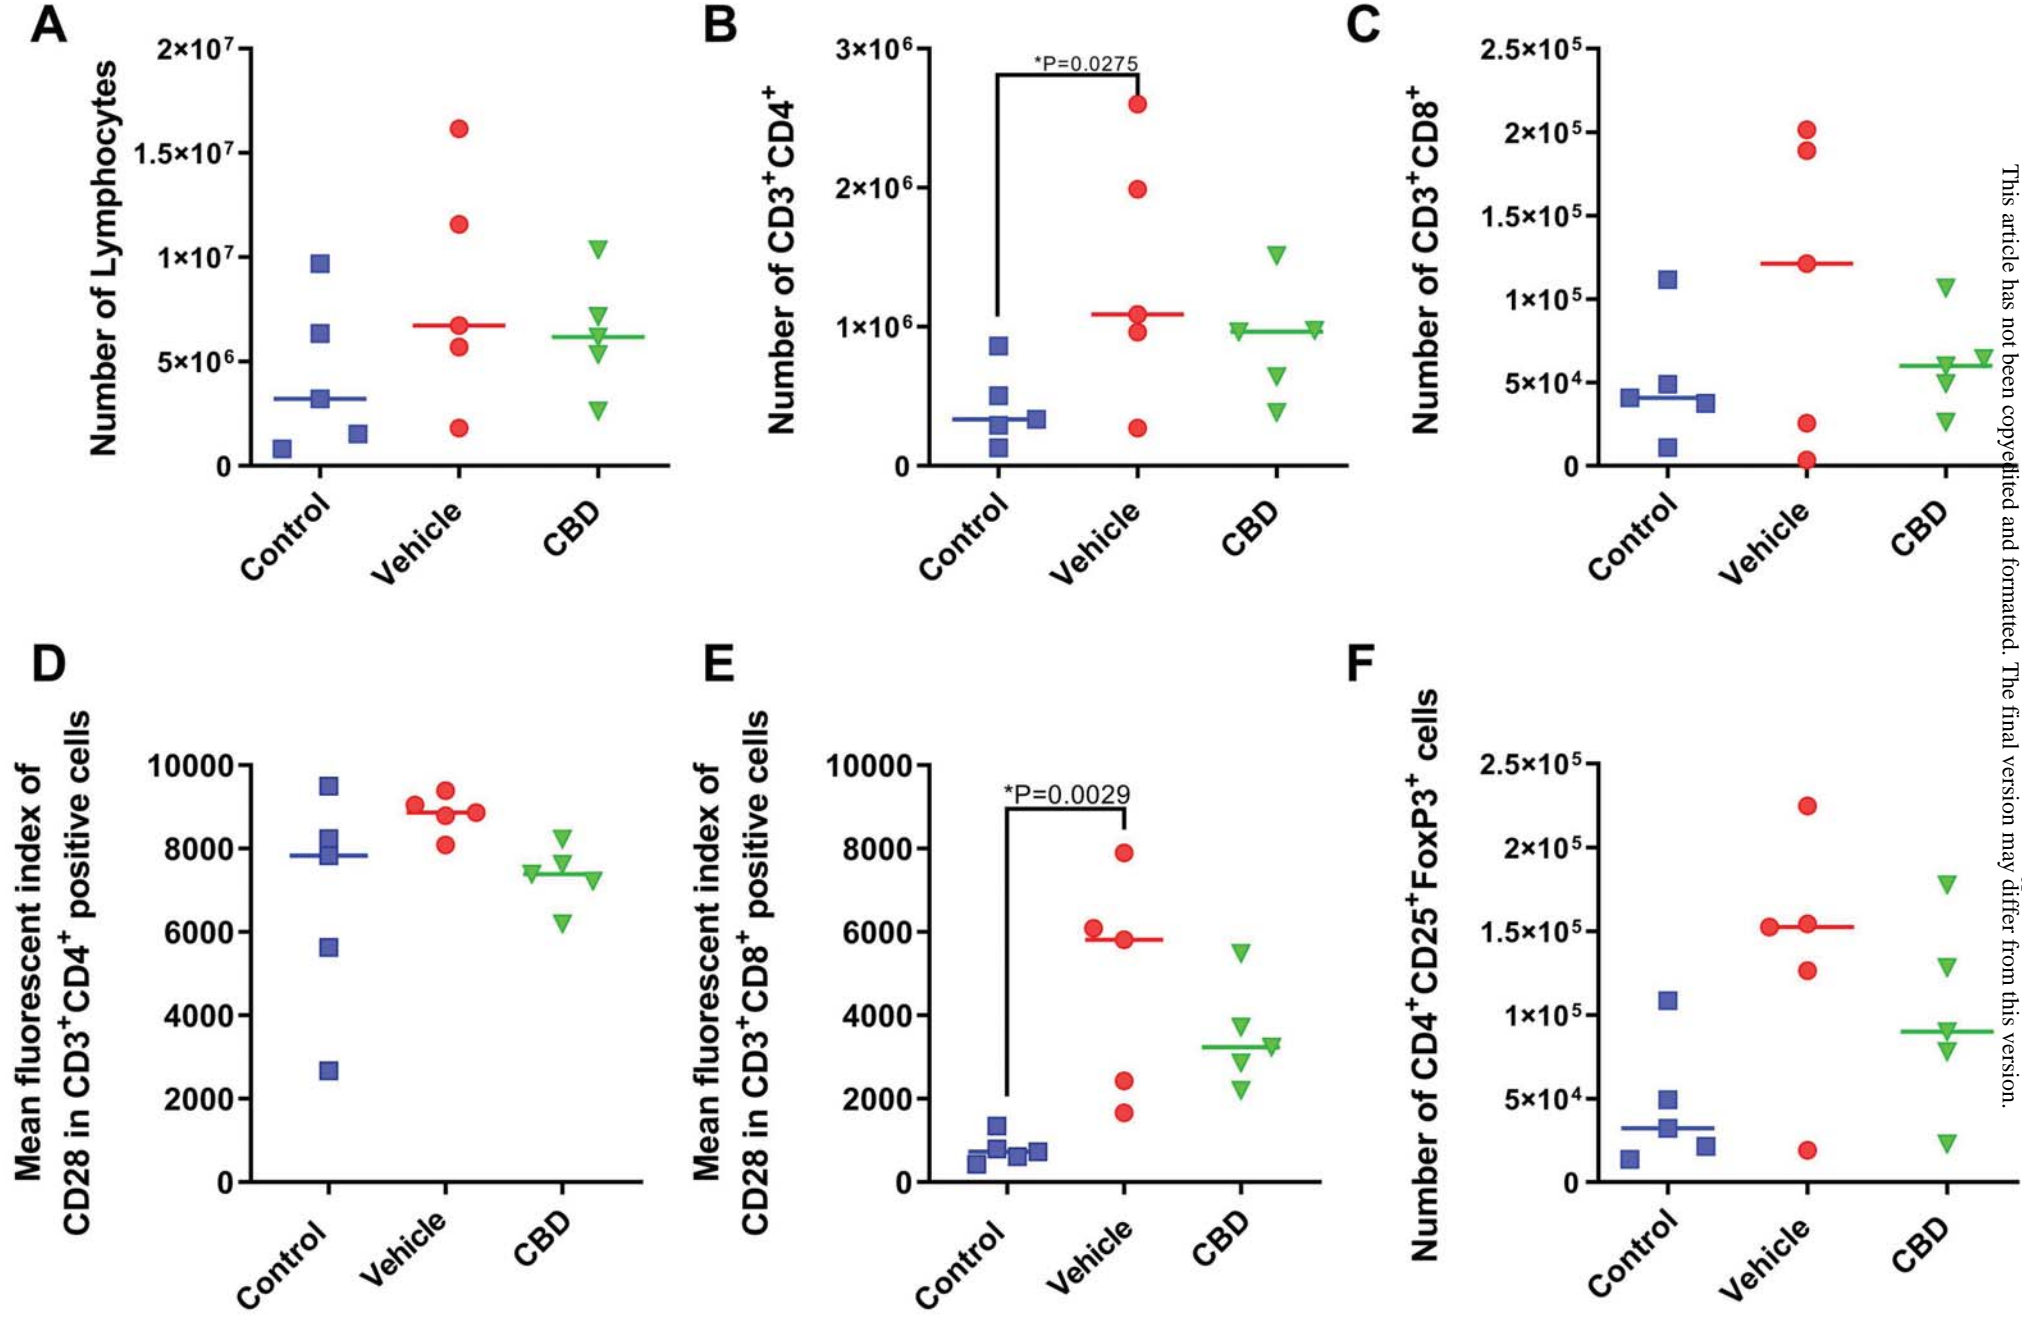 A
Number of Lymphocytes
2×10⁷
1.5×10⁷
1×10⁷
5×10⁶
0
Control
Vehicle
CBD
B
Number of CD3⁺CD4⁺
3×10⁶
2×10⁶
1×10⁶
0
*P=0.0275
Control
Vehicle
CBD
C
Number of CD3⁺CD8⁺
2.5×10⁵
2×10⁵
1.5×10⁵
1×10⁵
5×10⁴
0
Control
Vehicle
CBD
D
Mean fluorescent index of
CD28 in CD3⁺CD4⁺ positive cells
10000
8000
6000
4000
2000
0
Control
Vehicle
CBD
E
Mean fluorescent index of
CD28 in CD3⁺CD8⁺ positive cells
10000
8000
6000
4000
2000
0
*P=0.0029
Control
Vehicle
CBD
F
Number of CD4⁺CD25⁺FoxP3⁺ cells
2.5×10⁵
2×10⁵
1.5×10⁵
1×10⁵
5×10⁴
0
Control
Vehicle
CBD
This article has not been copyedited and formatted. The final version may differ from this version.